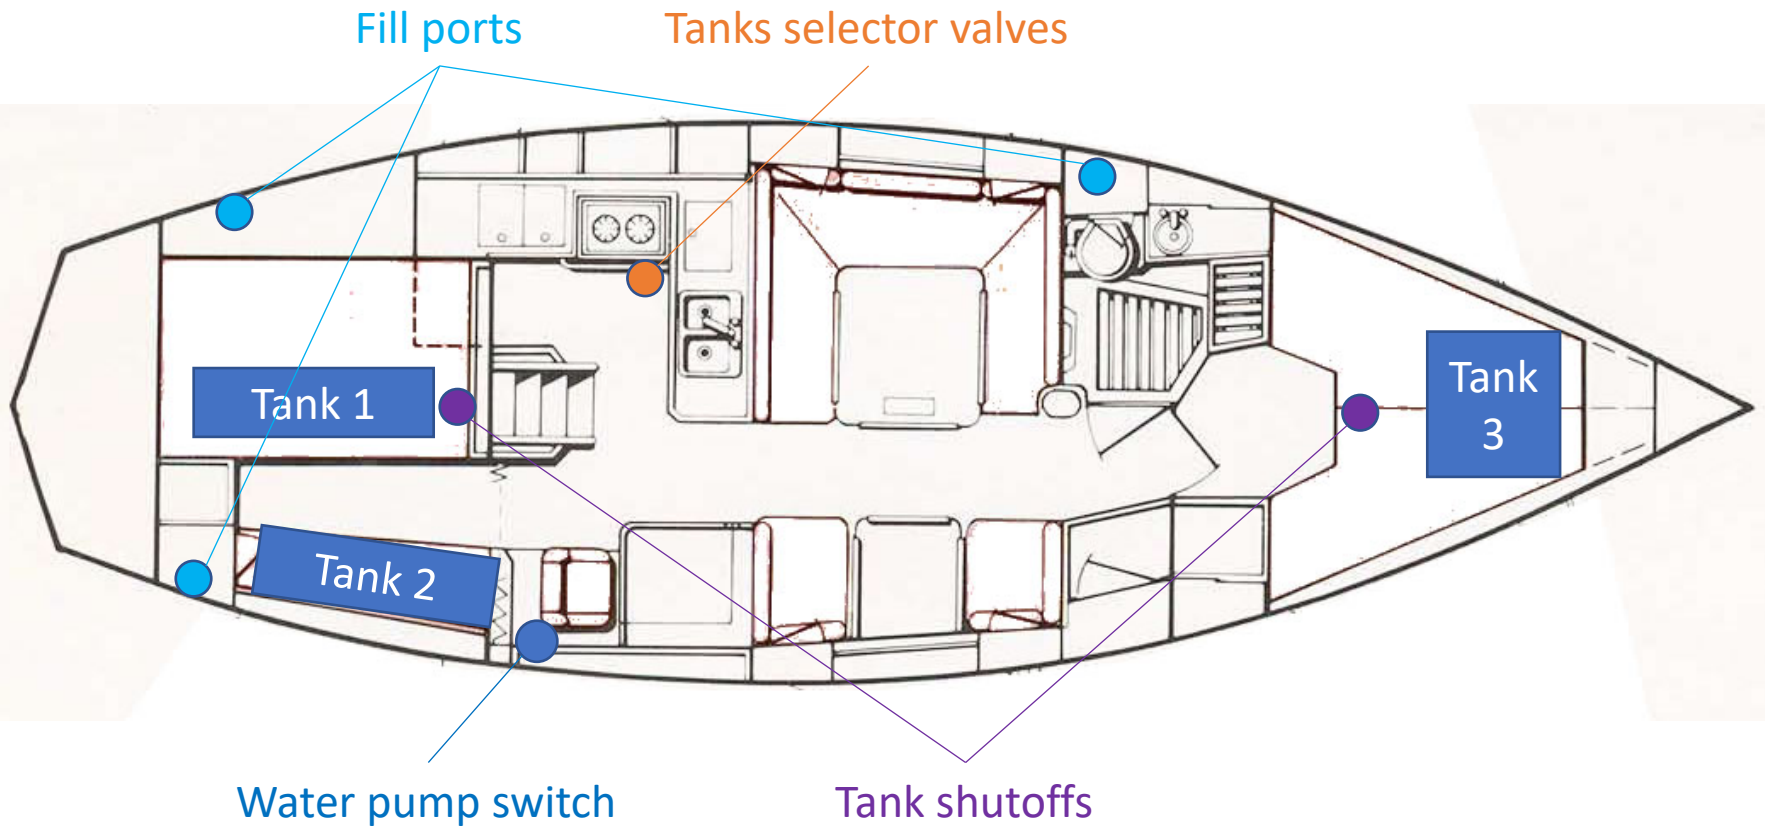 Fill ports
Tanks selector valves
Tank 1
Tank
3
Tank 2
Water pump switch
Tank shutoffs